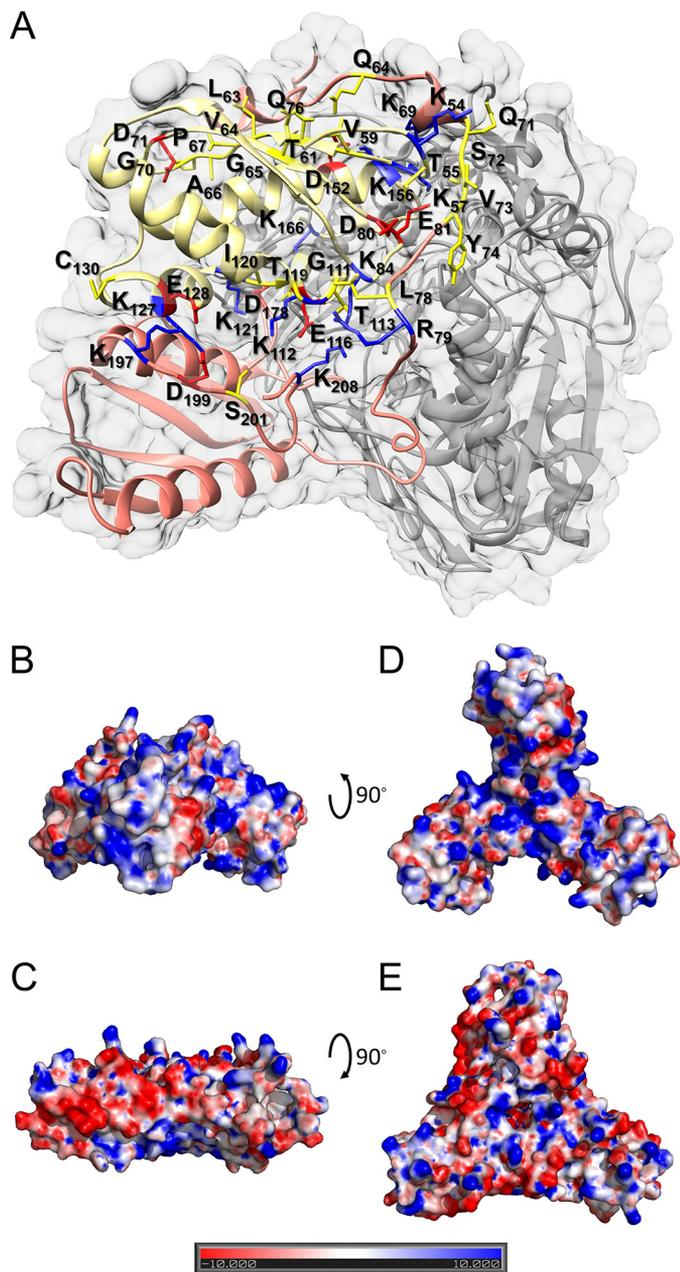 A
Q64
L63
Q76
K69
K54
Q71
V64
V59
D71
P67
T61
S72
T55
G70
G65
D152
K156
A66
K57
V73
K166
D80
E81
Y74
C130
I120
T119
G111
K84
E128
L78
K127
K121
D178
T113
R79
E116
K112
K197
K208
D199
S201
B
D
90°
C
E
90°
-10.000 10.000